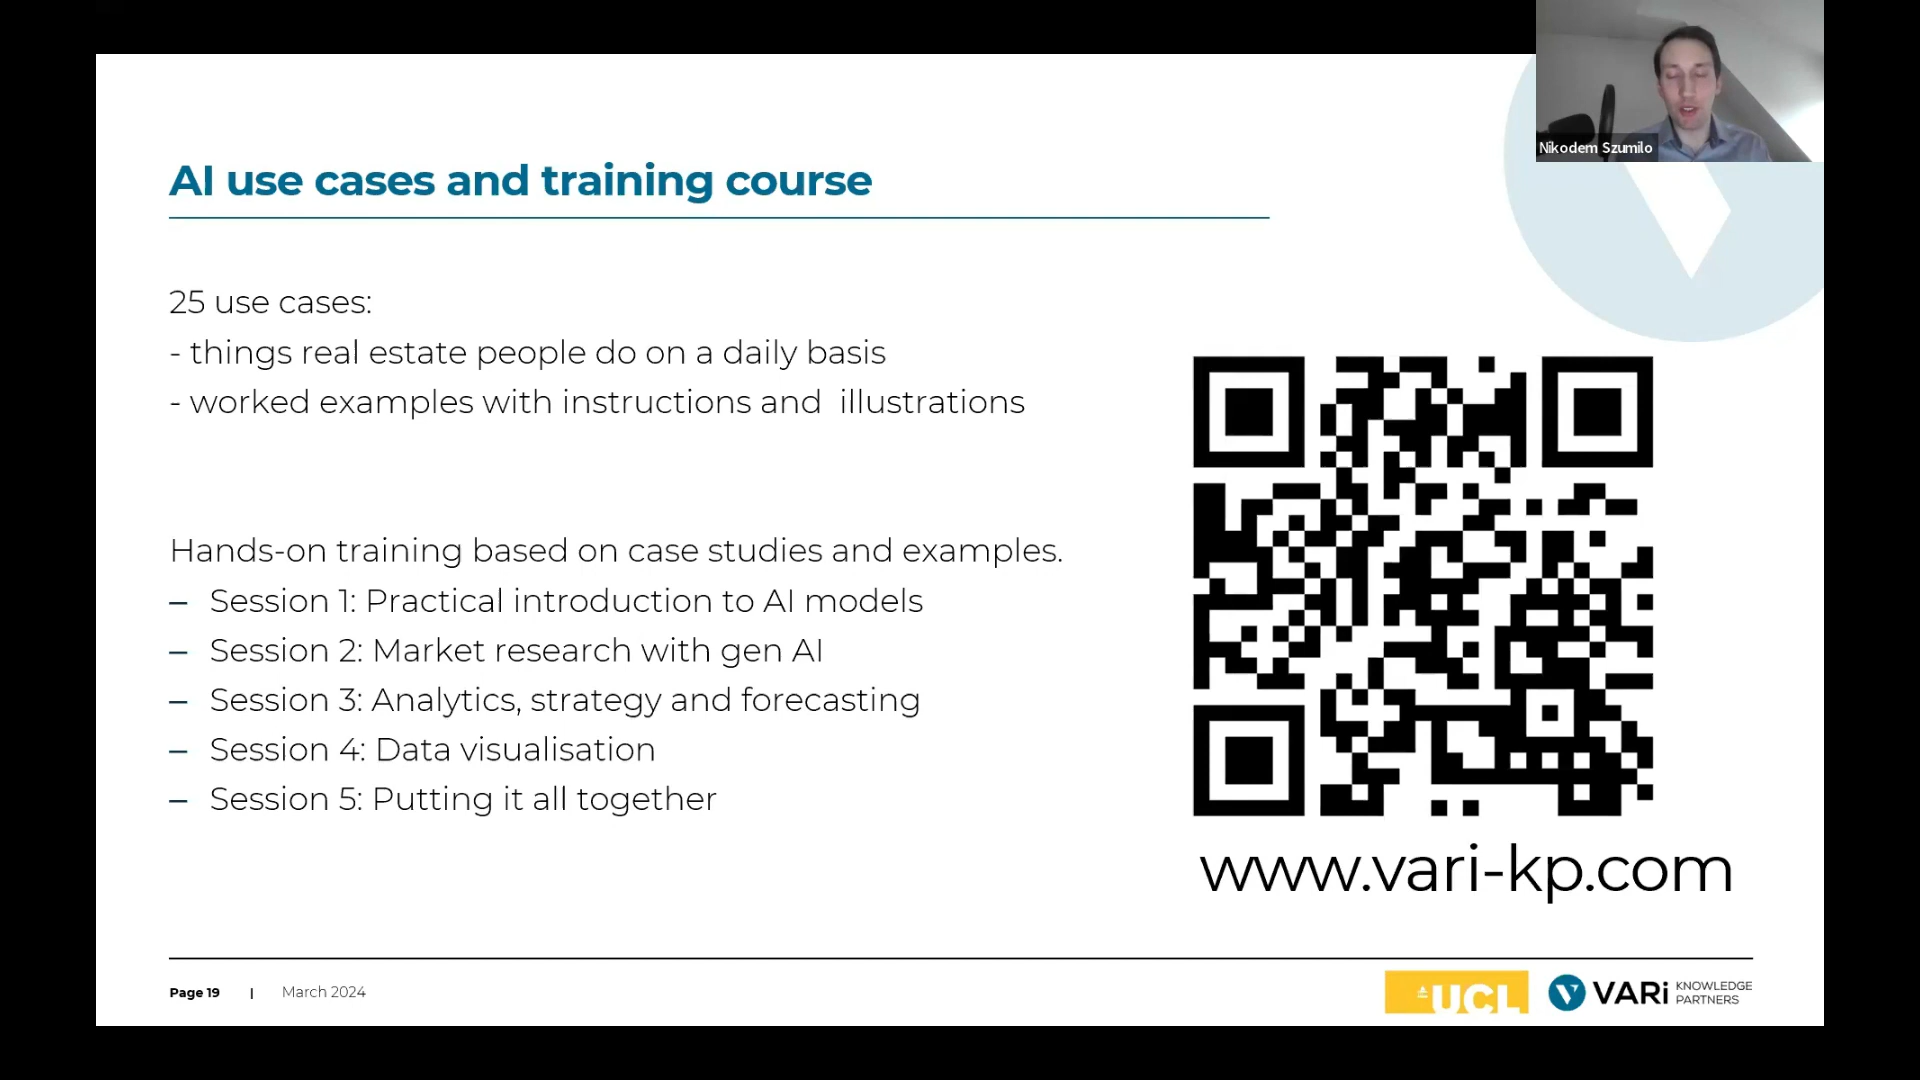 Nikodem Szumilo
AI use cases and training course
25 use cases:
- things real estate people do on a daily basis
- worked examples with instructions and  illustrations
Hands-on training based on case studies and examples.
– Session 1: Practical introduction to AI models
– Session 2: Market research with gen AI
– Session 3: Analytics, strategy and forecasting
– Session 4: Data visualisation
– Session 5: Putting it all together
www.vari-kp.com
Page 19 | March 2024
UCL
VARi KNOWLEDGE
PARTNERS